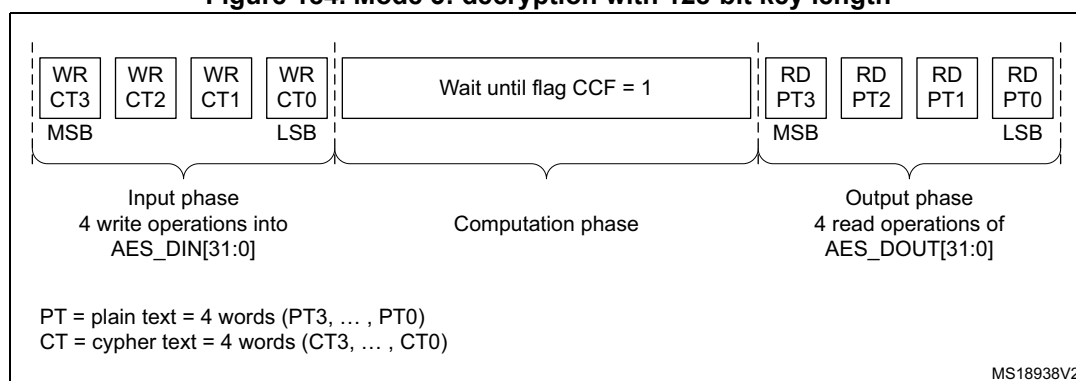 Figure 184. Mode 3: decryption with 128-bit key length
WR WR WR WR
CT3 CT2 CT1 CT0
Wait until flag CCF = 1
RD RD RD RD
PT3 PT2 PT1 PT0
MSB LSB
MSB LSB
Input phase
4 write operations into
AES_DIN[31:0]
Computation phase
Output phase
4 read operations of
AES_DOUT[31:0]
PT = plain text = 4 words (PT3, … , PT0)
CT = cypher text = 4 words (CT3, … , CT0)
MS18938V2